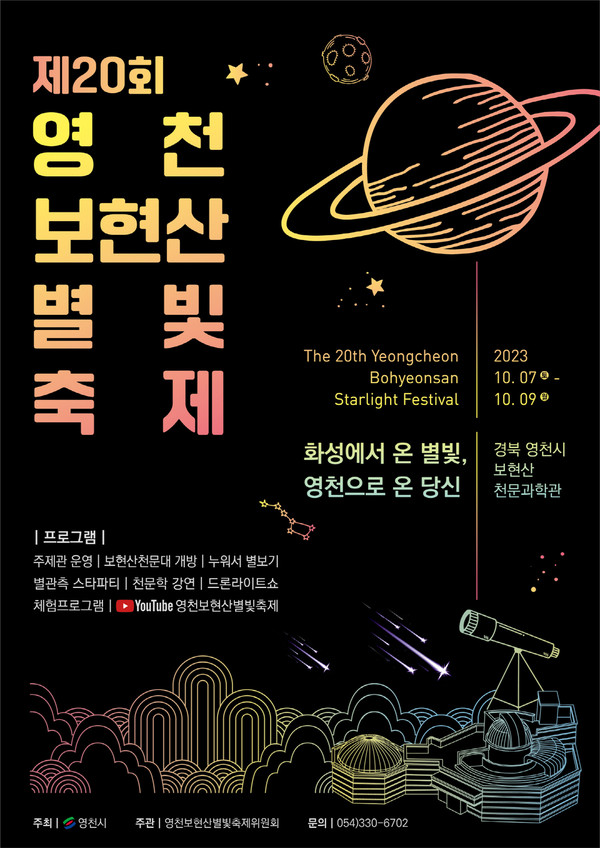 제20회
영천
보현산
별빛
축제
The 20th Yeongcheon
Bohyeonsan
Starlight Festival
2023
10. 07 토 -
10. 09 월
화성에서 온 별빛,
영천으로 온 당신
경북 영천시
보현산
천문과학관
| 프로그램 |
주제관 운영 | 보현산천문대 개방 | 누워서 별보기
별관측 스타파티 | 천문학 강연 | 드론라이트쇼
체험프로그램 | YouTube 영천보현산별빛축제
주최 | 영천시 주관 | 영천보현산별빛축제위원회 문의 | 054)330-6702